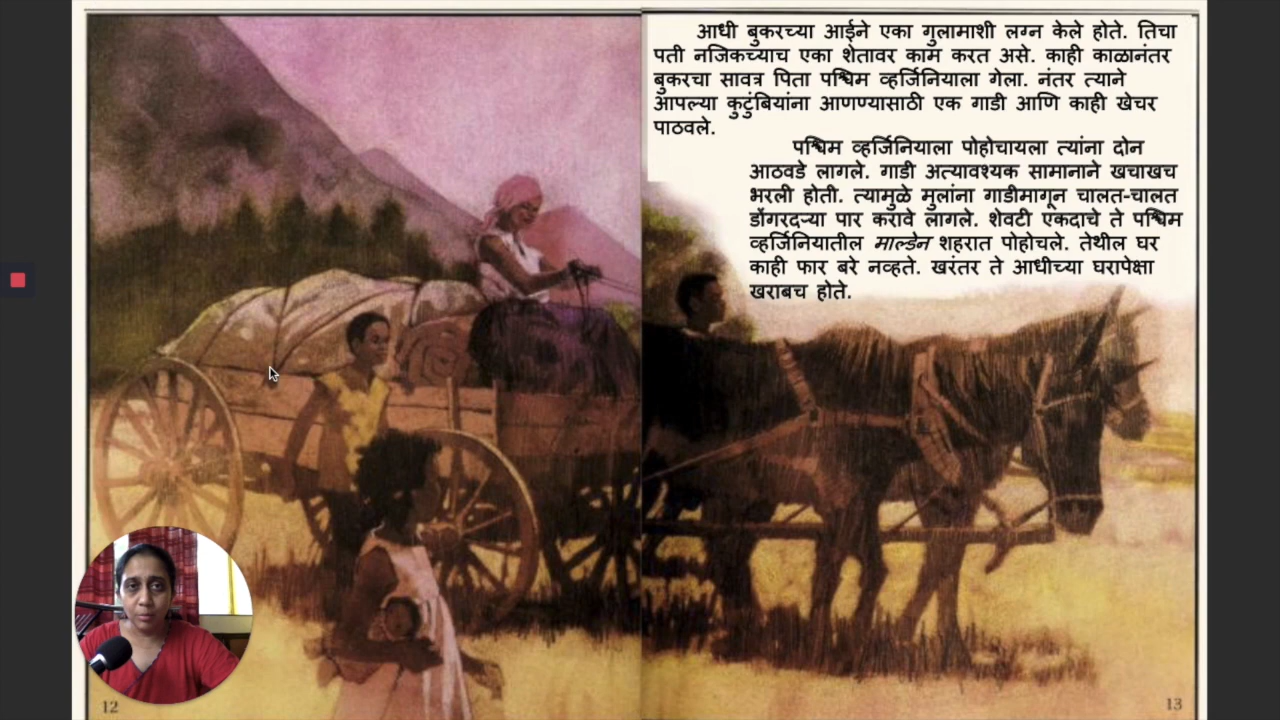 आधी बुकरच्या आईने एका गुलामाशी लग्न केले होते. तिचा
पती नजिकच्याच एका शेतावर काम करत असे. काही काळानंतर
बुकरचा सावत्र पिता पश्चिम व्हर्जिनियाला गेला. नंतर त्याने
आपल्या कुटुंबियांना आणण्यासाठी एक गाडी आणि काही खेचर
पाठवले.
पश्चिम व्हर्जिनियाला पोहोचायला त्यांना दोन
आठवडे लागले. गाडी अत्यावश्यक सामानाने खचाखच
भरली होती. त्यामुळे मुलांना गाडीमागून चालत-चालत
डोंगरदऱ्या पार करावे लागले. शेवटी एकदाचे ते पश्चिम
व्हर्जिनियातील माल्डेन शहरात पोहोचले. तेथील घर
काही फार बरे नव्हते. खरंतर ते आधीच्या घरापेक्षा
खराबच होते.
12
13